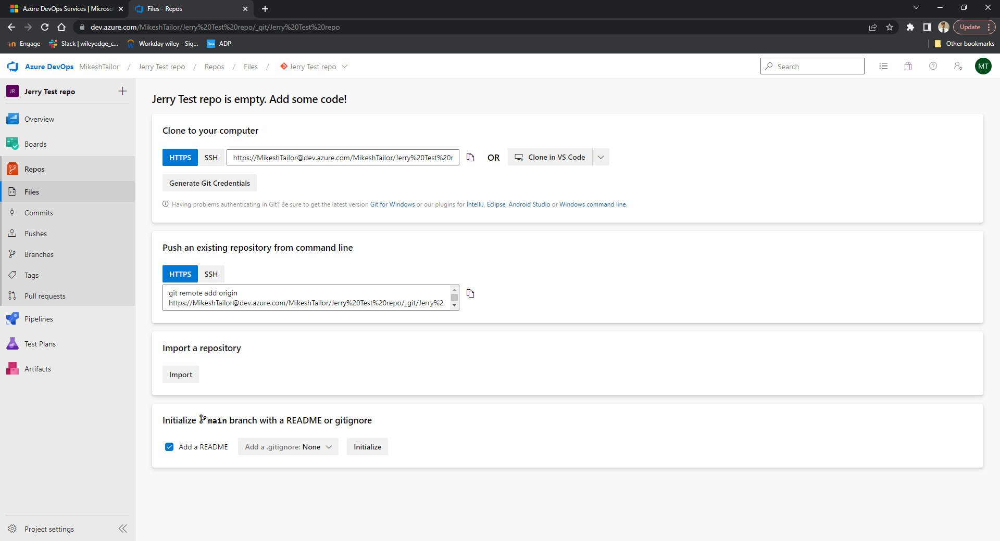 Azure DevOps Services | Microso
Files - Repos
dev.azure.com/MikeshTailor/Jerry%20Test%20repo/_git/Jerry%20Test%20repo
Update
Engage
Slack | wileyedge_c...
Workday wiley - Sig...
ADP
Other bookmarks
Azure DevOps MikeshTailor / Jerry Test repo / Repos / Files / Jerry Test repo
Search
MT
JR Jerry Test repo
Overview
Boards
Repos
Files
Commits
Pushes
Branches
Tags
Pull requests
Pipelines
Test Plans
Artifacts
Project settings
Jerry Test repo is empty. Add some code!
Clone to your computer
HTTPS SSH https://MikeshTailor@dev.azure.com/MikeshTailor/Jerry%20Test%20r OR Clone in VS Code
Generate Git Credentials
Having problems authenticating in Git? Be sure to get the latest version Git for Windows or our plugins for IntelliJ, Eclipse, Android Studio or Windows command line.
Push an existing repository from command line
HTTPS SSH
git remote add origin
https://MikeshTailor@dev.azure.com/MikeshTailor/Jerry%20Test%20repo/_git/Jerry%2
Import a repository
Import
Initialize main branch with a README or gitignore
Add a README Add a .gitignore: None Initialize